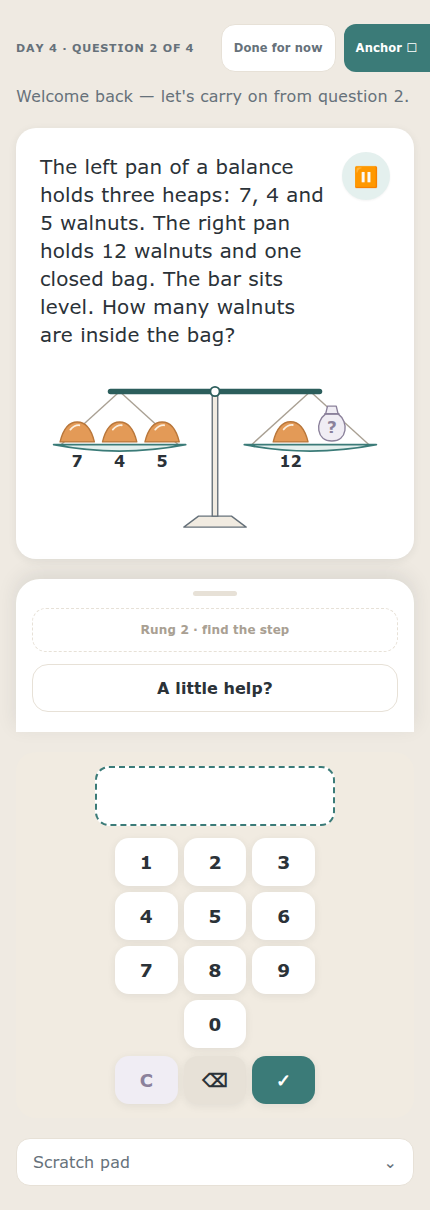 DAY 4 · QUESTION 2 OF 4
Done for now
Anchor ☐
Welcome back — let's carry on from question 2.
The left pan of a balance
holds three heaps: 7, 4 and
5 walnuts. The right pan
holds 12 walnuts and one
closed bag. The bar sits
level. How many walnuts
are inside the bag?
?
7 4 5 12
Rung 2 · find the step
A little help?
1 2 3
4 5 6
7 8 9
0
C ⌫ ✓
Scratch pad ⌄